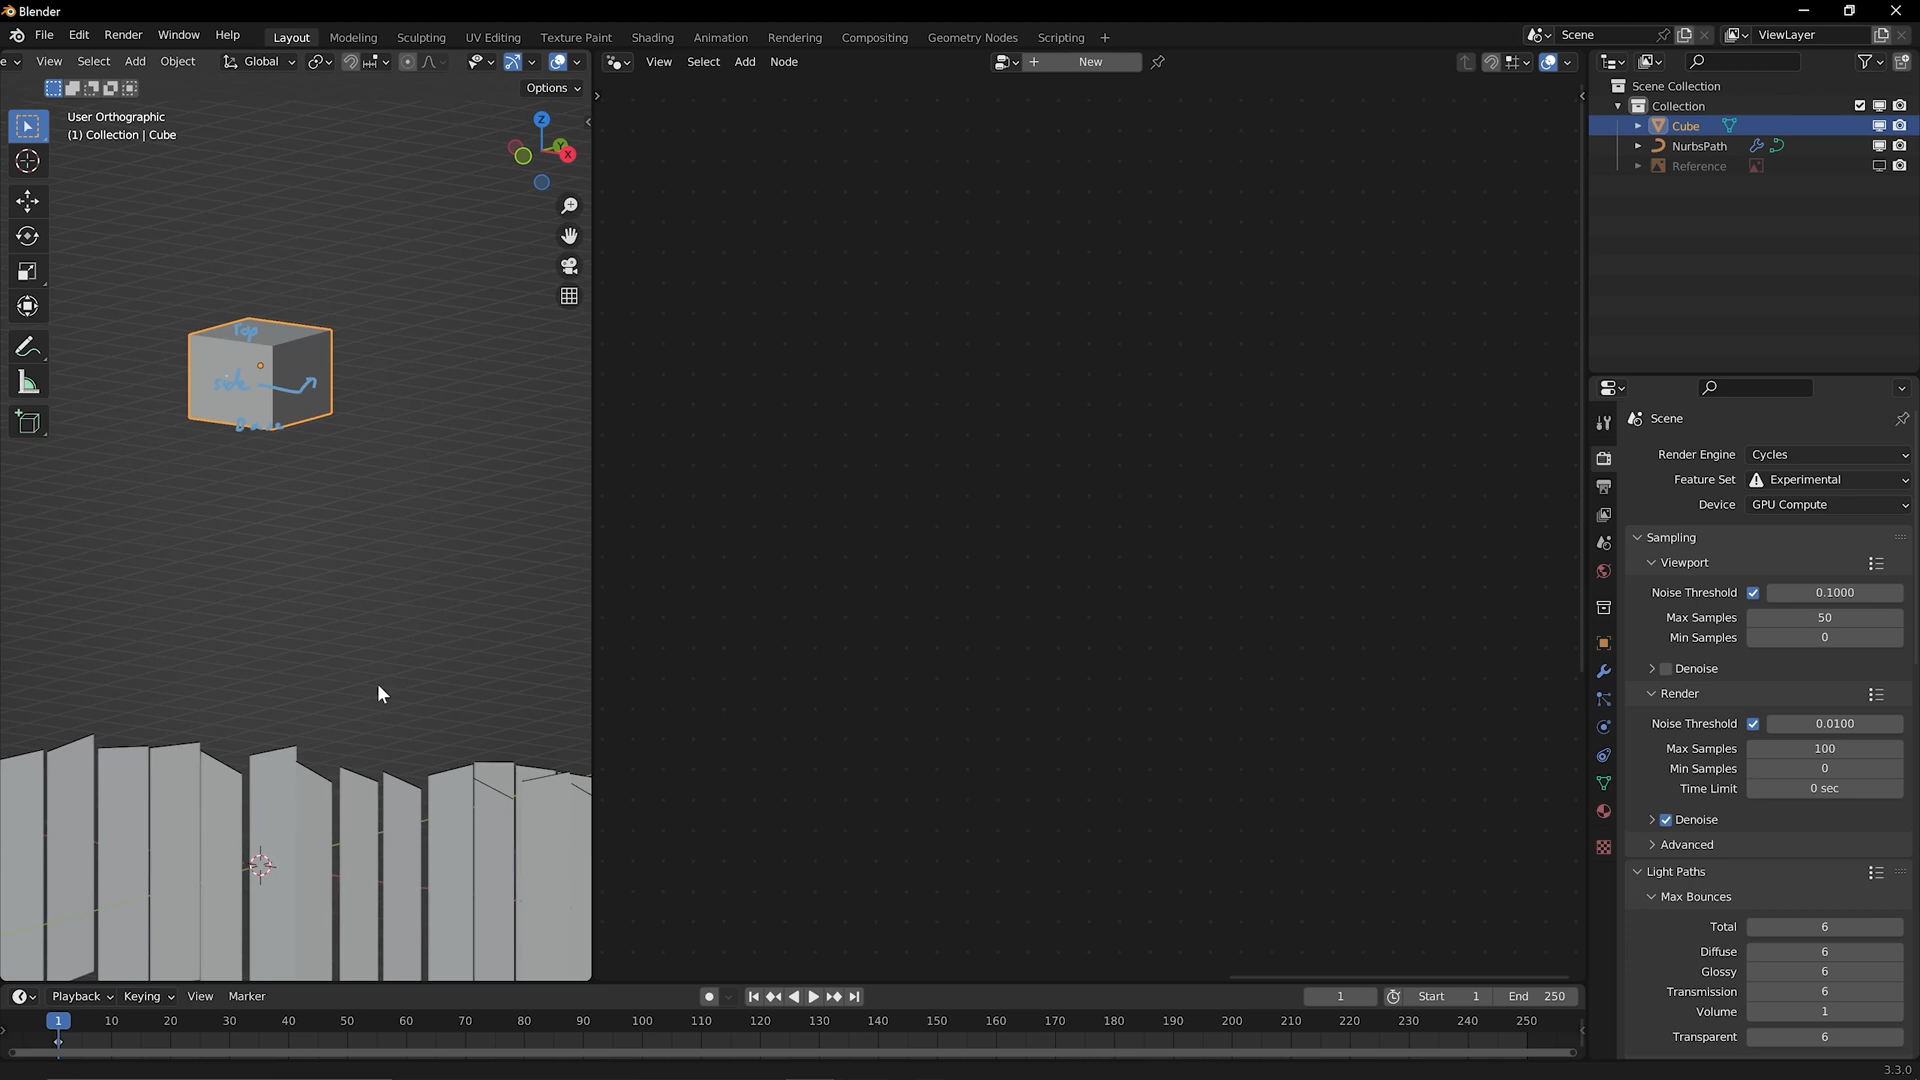 Blender
File Edit Render Window Help Layout Modeling Sculpting UV Editing Texture Paint Shading Animation Rendering Compositing Geometry Nodes Scripting + Scene ViewLayer
View Select Add Object Global View Select Add Node + New
Options
User Orthographic
(1) Collection | Cube
Z
Y
X
Top
side
Scene Collection
Collection
Cube
NurbsPath
Reference
Scene
Render Engine Cycles
Feature Set Experimental
Device GPU Compute
Sampling
Viewport
Noise Threshold 0.1000
Max Samples 50
Min Samples 0
Denoise
Render
Noise Threshold 0.0100
Max Samples 100
Min Samples 0
Time Limit 0 sec
Denoise
Advanced
Light Paths
Max Bounces
Total 6
Diffuse 6
Glossy 6
Transmission 6
Volume 1
Transparent 6
Playback Keying View Marker 1 Start 1 End 250
1 10 20 30 40 50 60 70 80 90 100 110 120 130 140 150 160 170 180 190 200 210 220 230 240 250
3.3.0